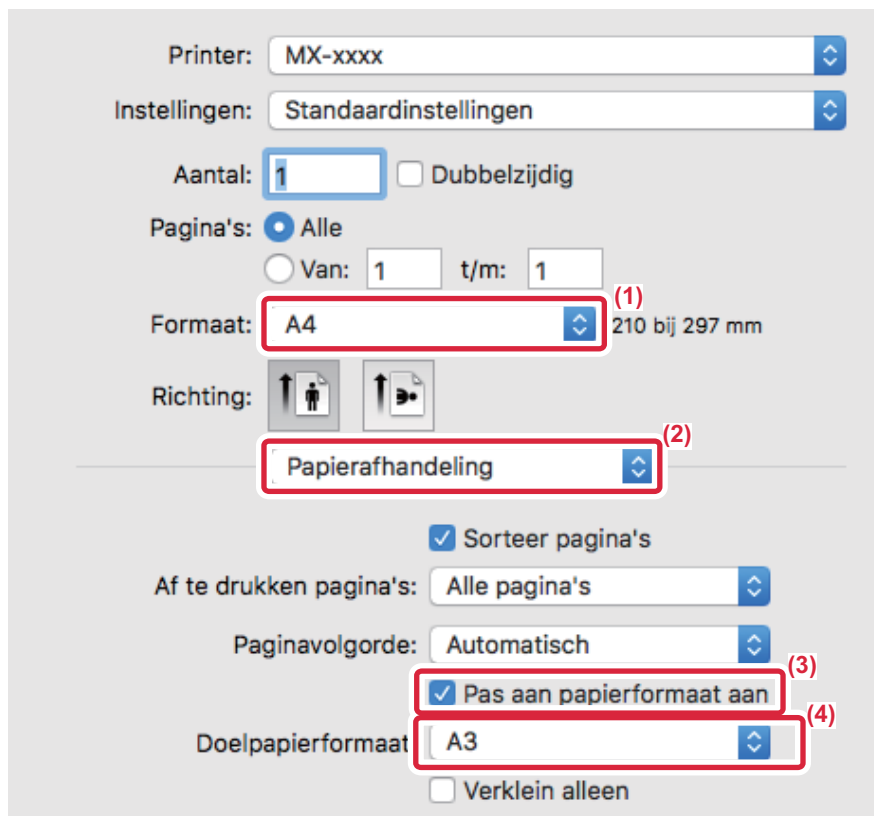 Printer: MX-xxxx
Instellingen: Standaardinstellingen
Aantal: 1 Dubbelzijdig
Pagina's: Alle
Van: 1 t/m: 1
(1)
Formaat: A4 210 bij 297 mm
Richting:
(2)
Papierafhandeling
Sorteer pagina's
Af te drukken pagina's: Alle pagina's
Paginavolgorde: Automatisch
(3)
Pas aan papierformaat aan
(4)
Doelpapierformaat A3
Verklein alleen